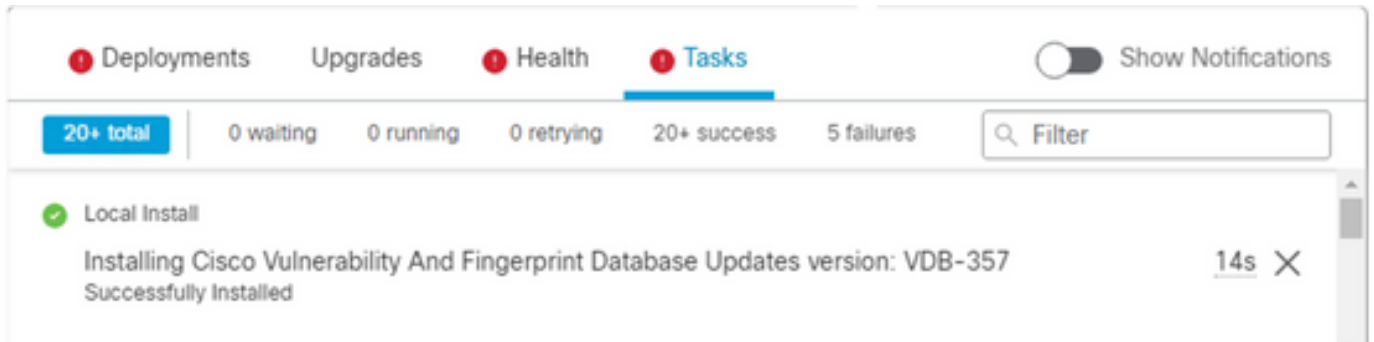 Deployments Upgrades Health Tasks Show Notifications
20+ total 0 waiting 0 running 0 retrying 20+ success 5 failures Filter
Local Install
Installing Cisco Vulnerability And Fingerprint Database Updates version: VDB-357 14s
Successfully Installed